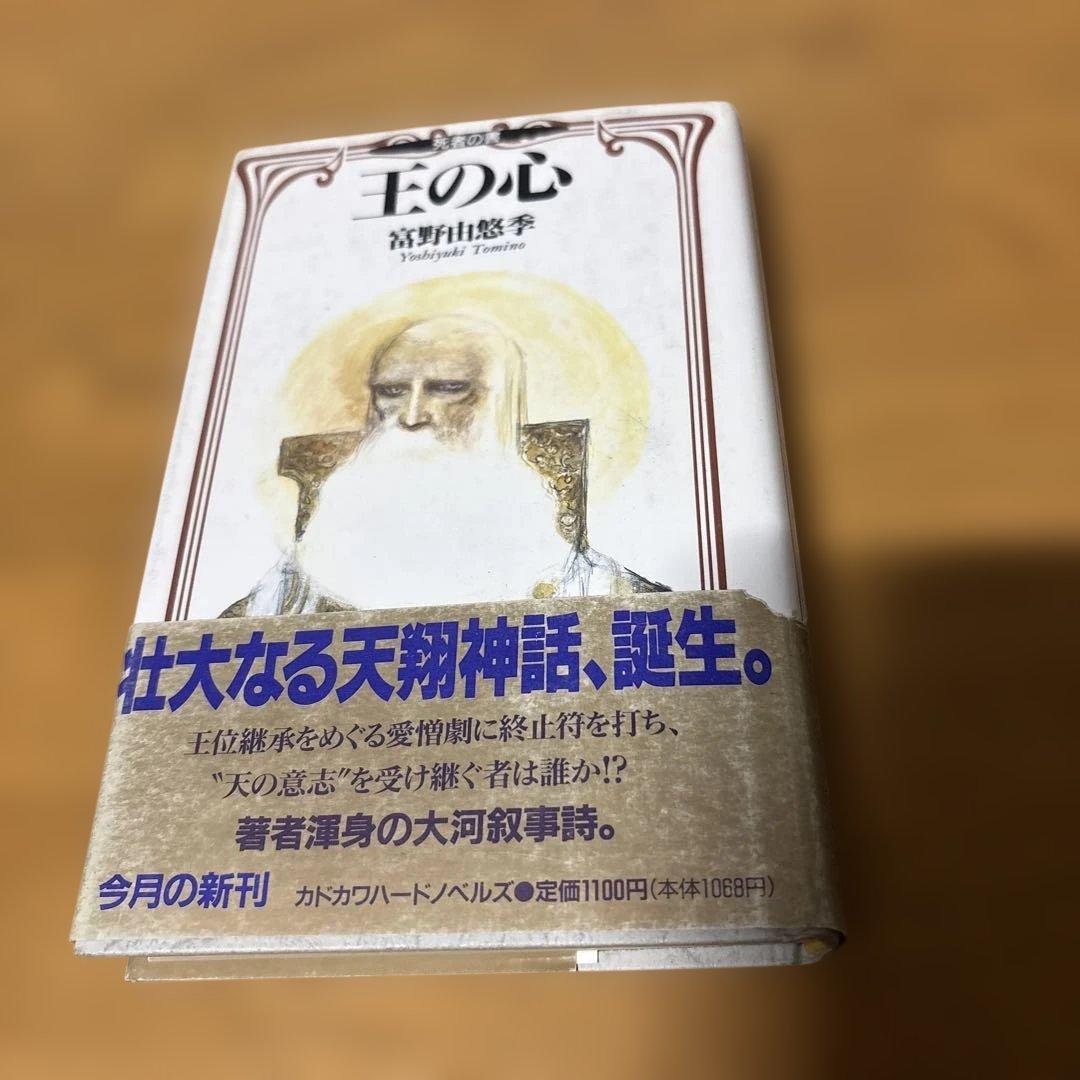 死者の書
王の心
富野由悠季
Yoshiyuki Tomino
壮大なる天翔神話、誕生。
王位継承をめぐる愛憎劇に終止符を打ち、
“天の意志”を受け継ぐ者は誰か!?
著者渾身の大河叙事詩。
今月の新刊 カドカワハードノベルズ●定価1100円(本体1068円)